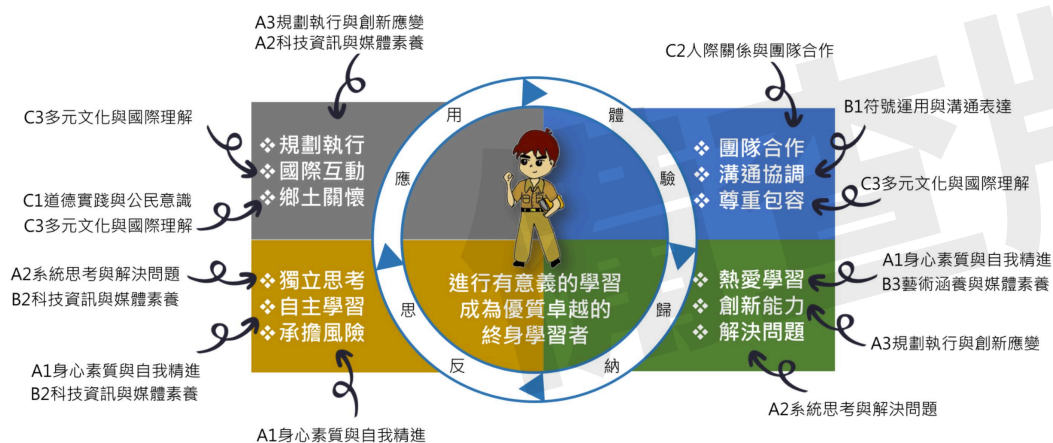 A3規劃執行與創新應變
A2科技資訊與媒體素養
C3多元文化與國際理解
C1道德實踐與公民意識
C3多元文化與國際理解
❖ 規劃執行
❖ 國際互動
❖ 鄉土關懷
應用
體驗
C2人際關係與團隊合作
B1符號運用與溝通表達
C3多元文化與國際理解
❖ 團隊合作
❖ 溝通協調
❖ 尊重包容
A2系統思考與解決問題
B2科技資訊與媒體素養
A1身心素質與自我精進
B2科技資訊與媒體素養
A1身心素質與自我精進
❖ 獨立思考
❖ 自主學習
❖ 承擔風險
反思
進行有意義的學習
成為優質卓越的
終身學習者
歸納
❖ 熱愛學習
❖ 創新能力
❖ 解決問題
A1身心素質與自我精進
B3藝術涵養與媒體素養
A3規劃執行與創新應變
A2系統思考與解決問題